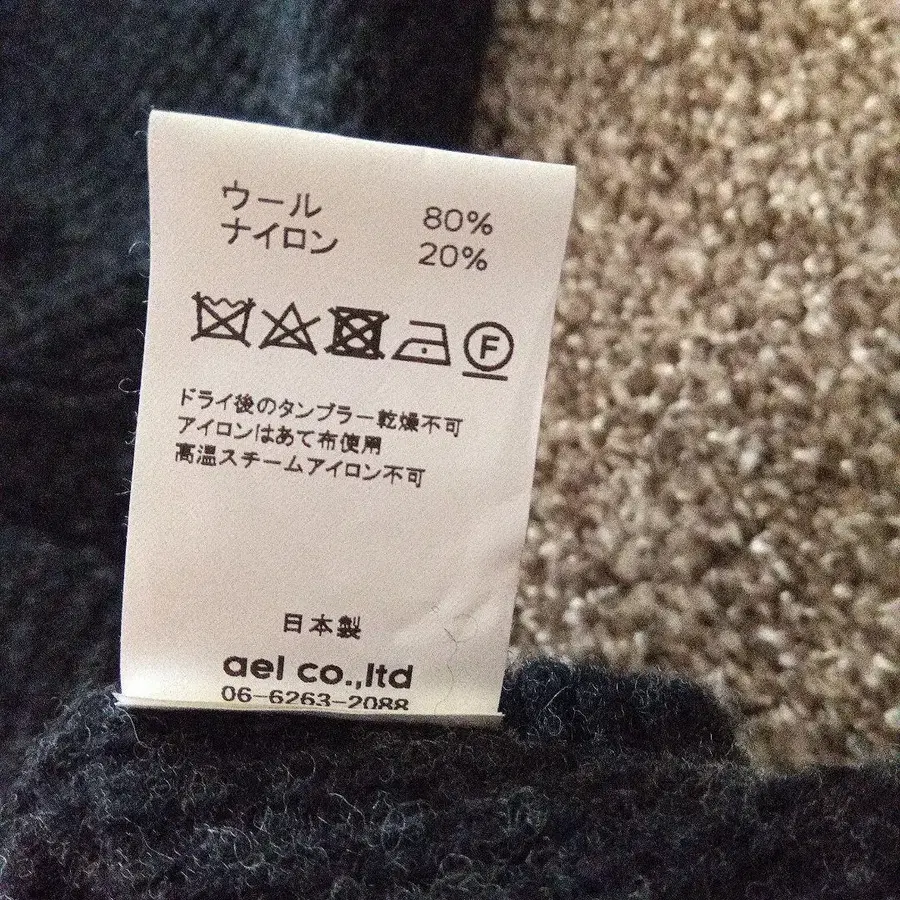 ウール 80%
ナイロン 20%
F
ドライ後のタンブラー乾燥不可
アイロンはあて布使用
高温スチームアイロン不可
日本製
ael co.,ltd
06-6263-2088